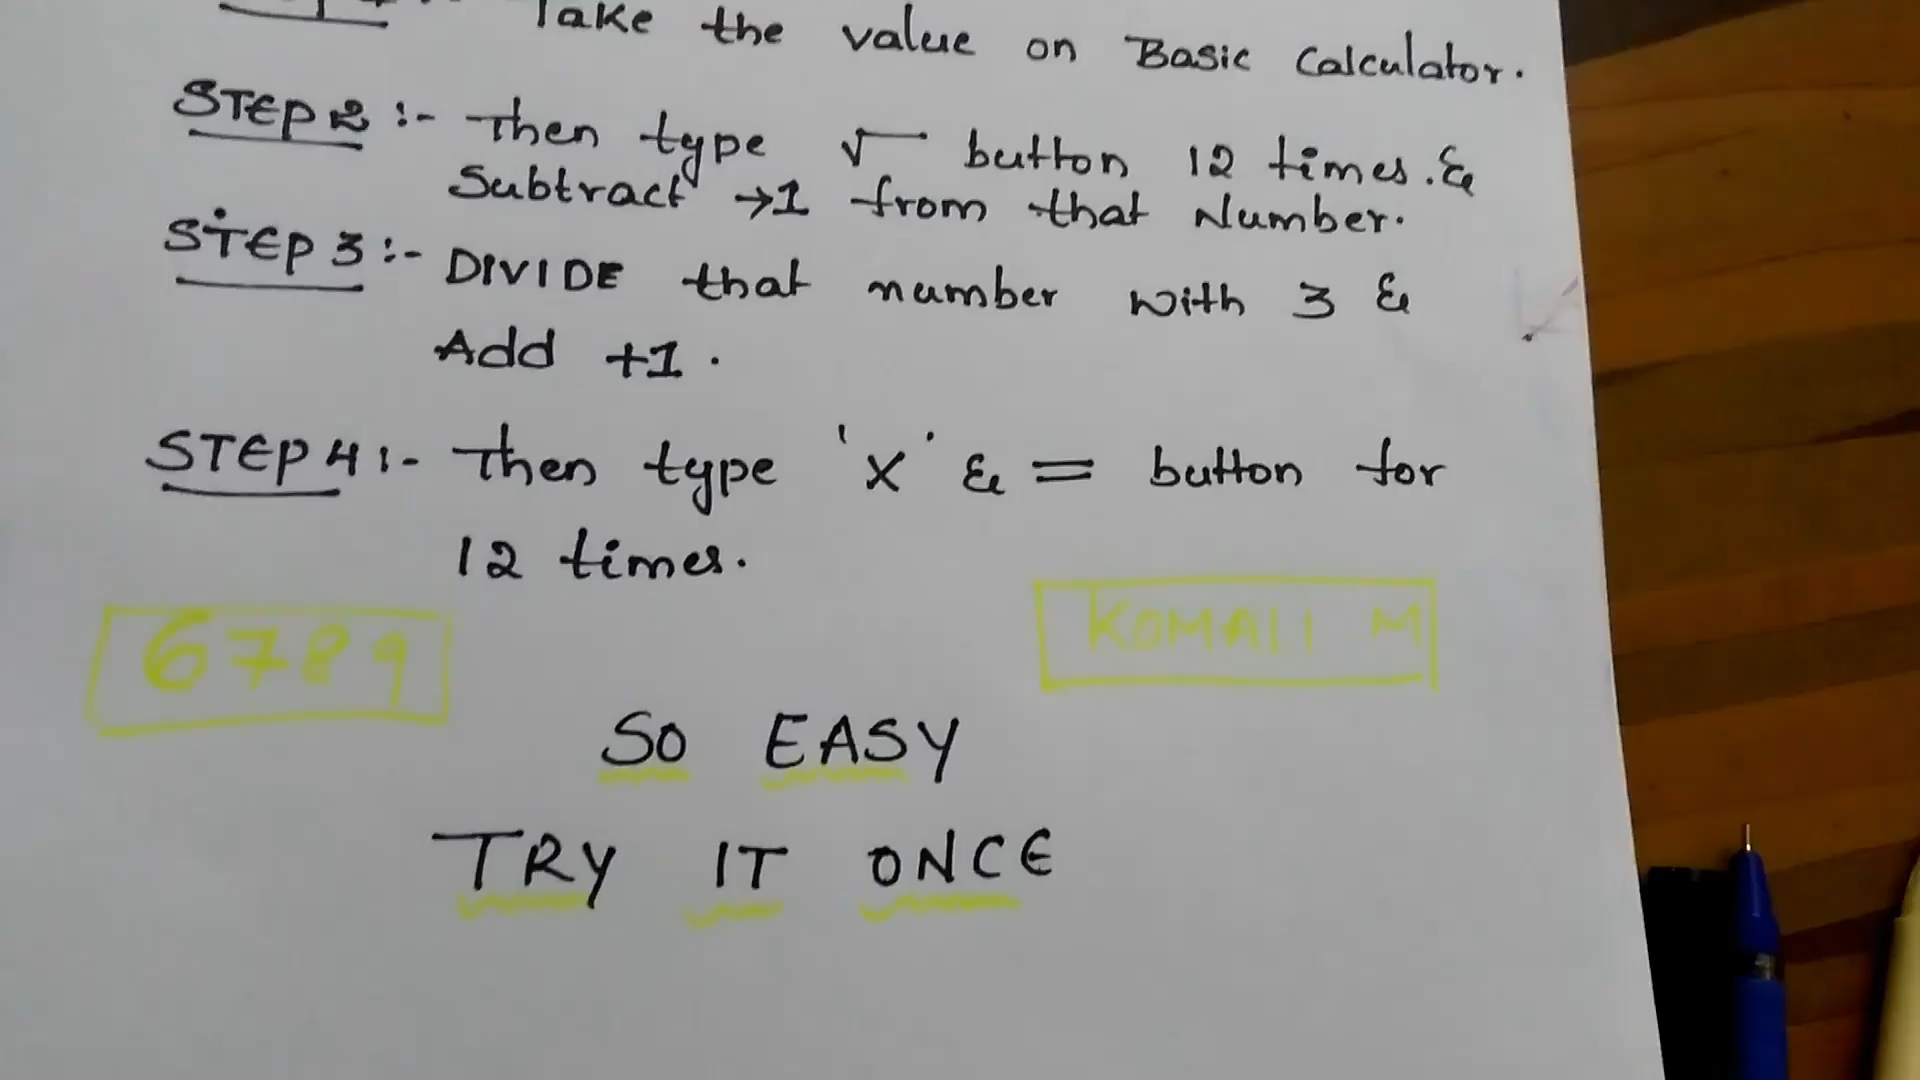 Take the value on Basic Calculator.
STEP 2 :- Then type √ button 12 times. &
Subtract →1 from that Number.
STEP 3 :- DIVIDE that number with 3 &
Add +1.
STEP 4 :- Then type 'X' & = button for
12 times.
6789
KOMALI M
SO EASY
TRY IT ONCE